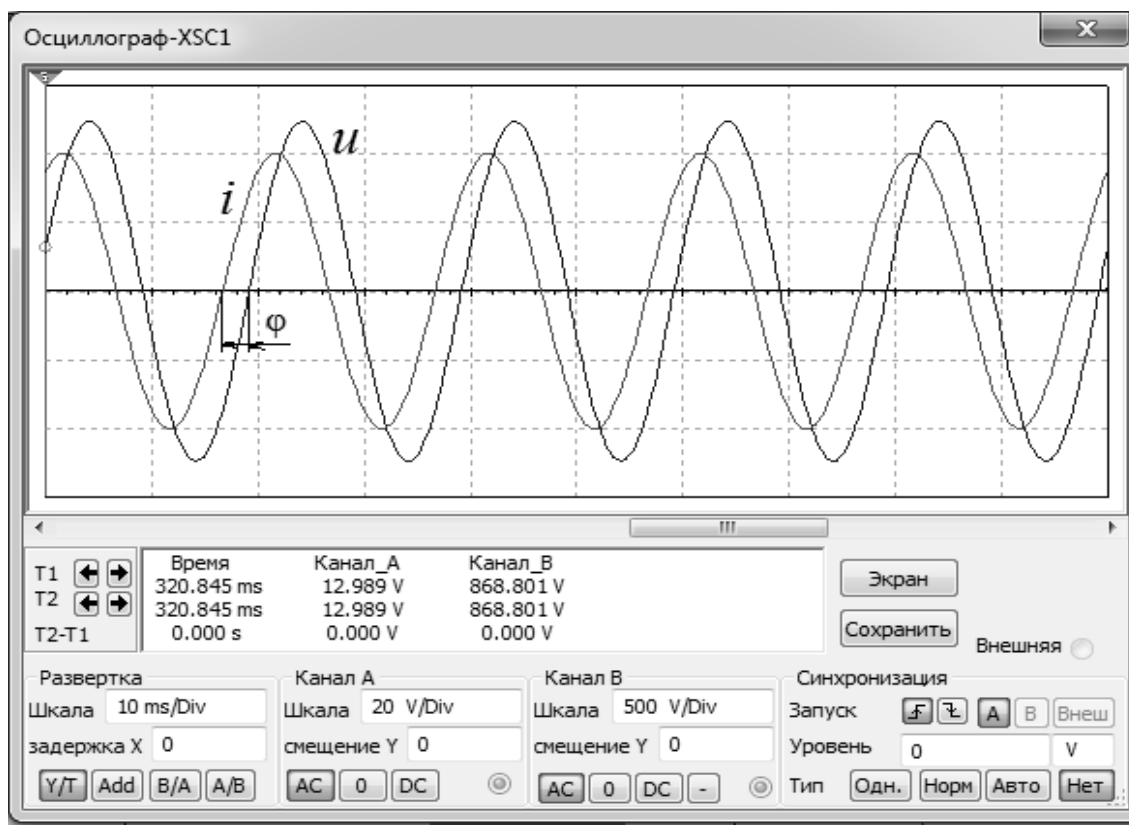 Осциллограф-XSC1
u
i
φ
T1 Время Канал_A Канал_B
320.845 ms 12.989 V 868.801 V
T2 320.845 ms 12.989 V 868.801 V
T2-T1 0.000 s 0.000 V 0.000 V
Экран
Сохранить
Внешняя
Развертка
Шкала 10 ms/Div
задержка X 0
Y/T Add B/A A/B
Канал A
Шкала 20 V/Div
смещение Y 0
AC 0 DC
Канал B
Шкала 500 V/Div
смещение Y 0
AC 0 DC -
Синхронизация
Запуск A B Внеш
Уровень 0 V
Тип Одн. Норм Авто Нет